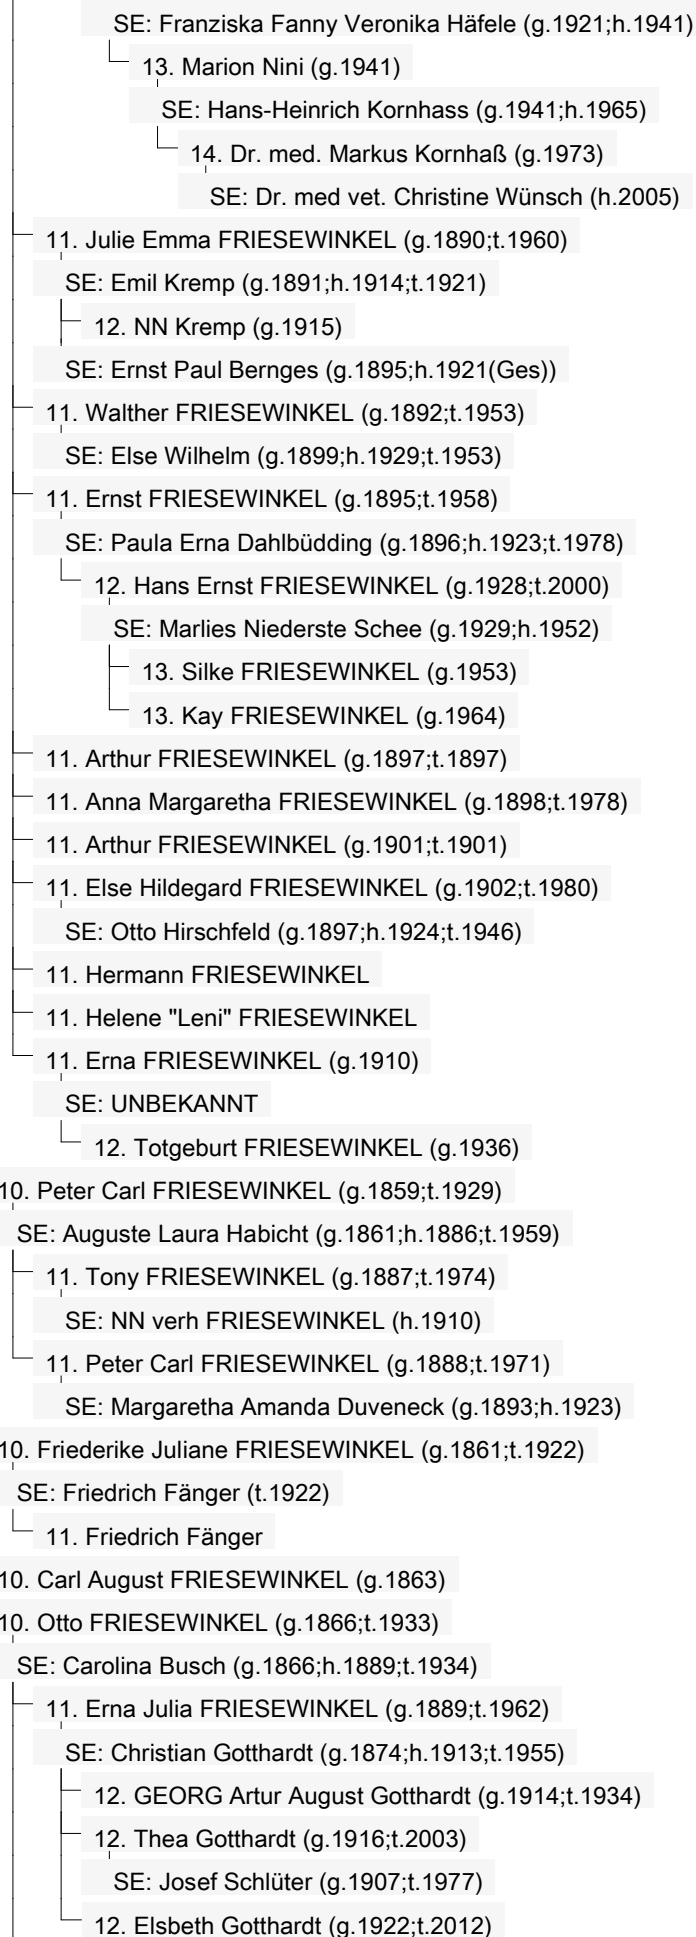 SE: Franziska Fanny Veronika Häfele (g.1921;h.1941)
13. Marion Nini (g.1941)
SE: Hans-Heinrich Kornhass (g.1941;h.1965)
14. Dr. med. Markus Kornhaß (g.1973)
SE: Dr. med vet. Christine Wünsch (h.2005)
11. Julie Emma FRIESEWINKEL (g.1890;t.1960)
SE: Emil Kremp (g.1891;h.1914;t.1921)
12. NN Kremp (g.1915)
SE: Ernst Paul Bernges (g.1895;h.1921(Ges))
11. Walther FRIESEWINKEL (g.1892;t.1953)
SE: Else Wilhelm (g.1899;h.1929;t.1953)
11. Ernst FRIESEWINKEL (g.1895;t.1958)
SE: Paula Erna Dahlbüdding (g.1896;h.1923;t.1978)
12. Hans Ernst FRIESEWINKEL (g.1928;t.2000)
SE: Marlies Niederste Schee (g.1929;h.1952)
13. Silke FRIESEWINKEL (g.1953)
13. Kay FRIESEWINKEL (g.1964)
11. Arthur FRIESEWINKEL (g.1897;t.1897)
11. Anna Margaretha FRIESEWINKEL (g.1898;t.1978)
11. Arthur FRIESEWINKEL (g.1901;t.1901)
11. Else Hildegard FRIESEWINKEL (g.1902;t.1980)
SE: Otto Hirschfeld (g.1897;h.1924;t.1946)
11. Hermann FRIESEWINKEL
11. Helene "Leni" FRIESEWINKEL
11. Erna FRIESEWINKEL (g.1910)
SE: UNBEKANNT
12. Totgeburt FRIESEWINKEL (g.1936)
10. Peter Carl FRIESEWINKEL (g.1859;t.1929)
SE: Auguste Laura Habicht (g.1861;h.1886;t.1959)
11. Tony FRIESEWINKEL (g.1887;t.1974)
SE: NN verh FRIESEWINKEL (h.1910)
11. Peter Carl FRIESEWINKEL (g.1888;t.1971)
SE: Margaretha Amanda Duveneck (g.1893;h.1923)
10. Friederike Juliane FRIESEWINKEL (g.1861;t.1922)
SE: Friedrich Fänger (t.1922)
11. Friedrich Fänger
10. Carl August FRIESEWINKEL (g.1863)
10. Otto FRIESEWINKEL (g.1866;t.1933)
SE: Carolina Busch (g.1866;h.1889;t.1934)
11. Erna Julia FRIESEWINKEL (g.1889;t.1962)
SE: Christian Gotthardt (g.1874;h.1913;t.1955)
12. GEORG Artur August Gotthardt (g.1914;t.1934)
12. Thea Gotthardt (g.1916;t.2003)
SE: Josef Schlüter (g.1907;t.1977)
12. Elsbeth Gotthardt (g.1922;t.2012)